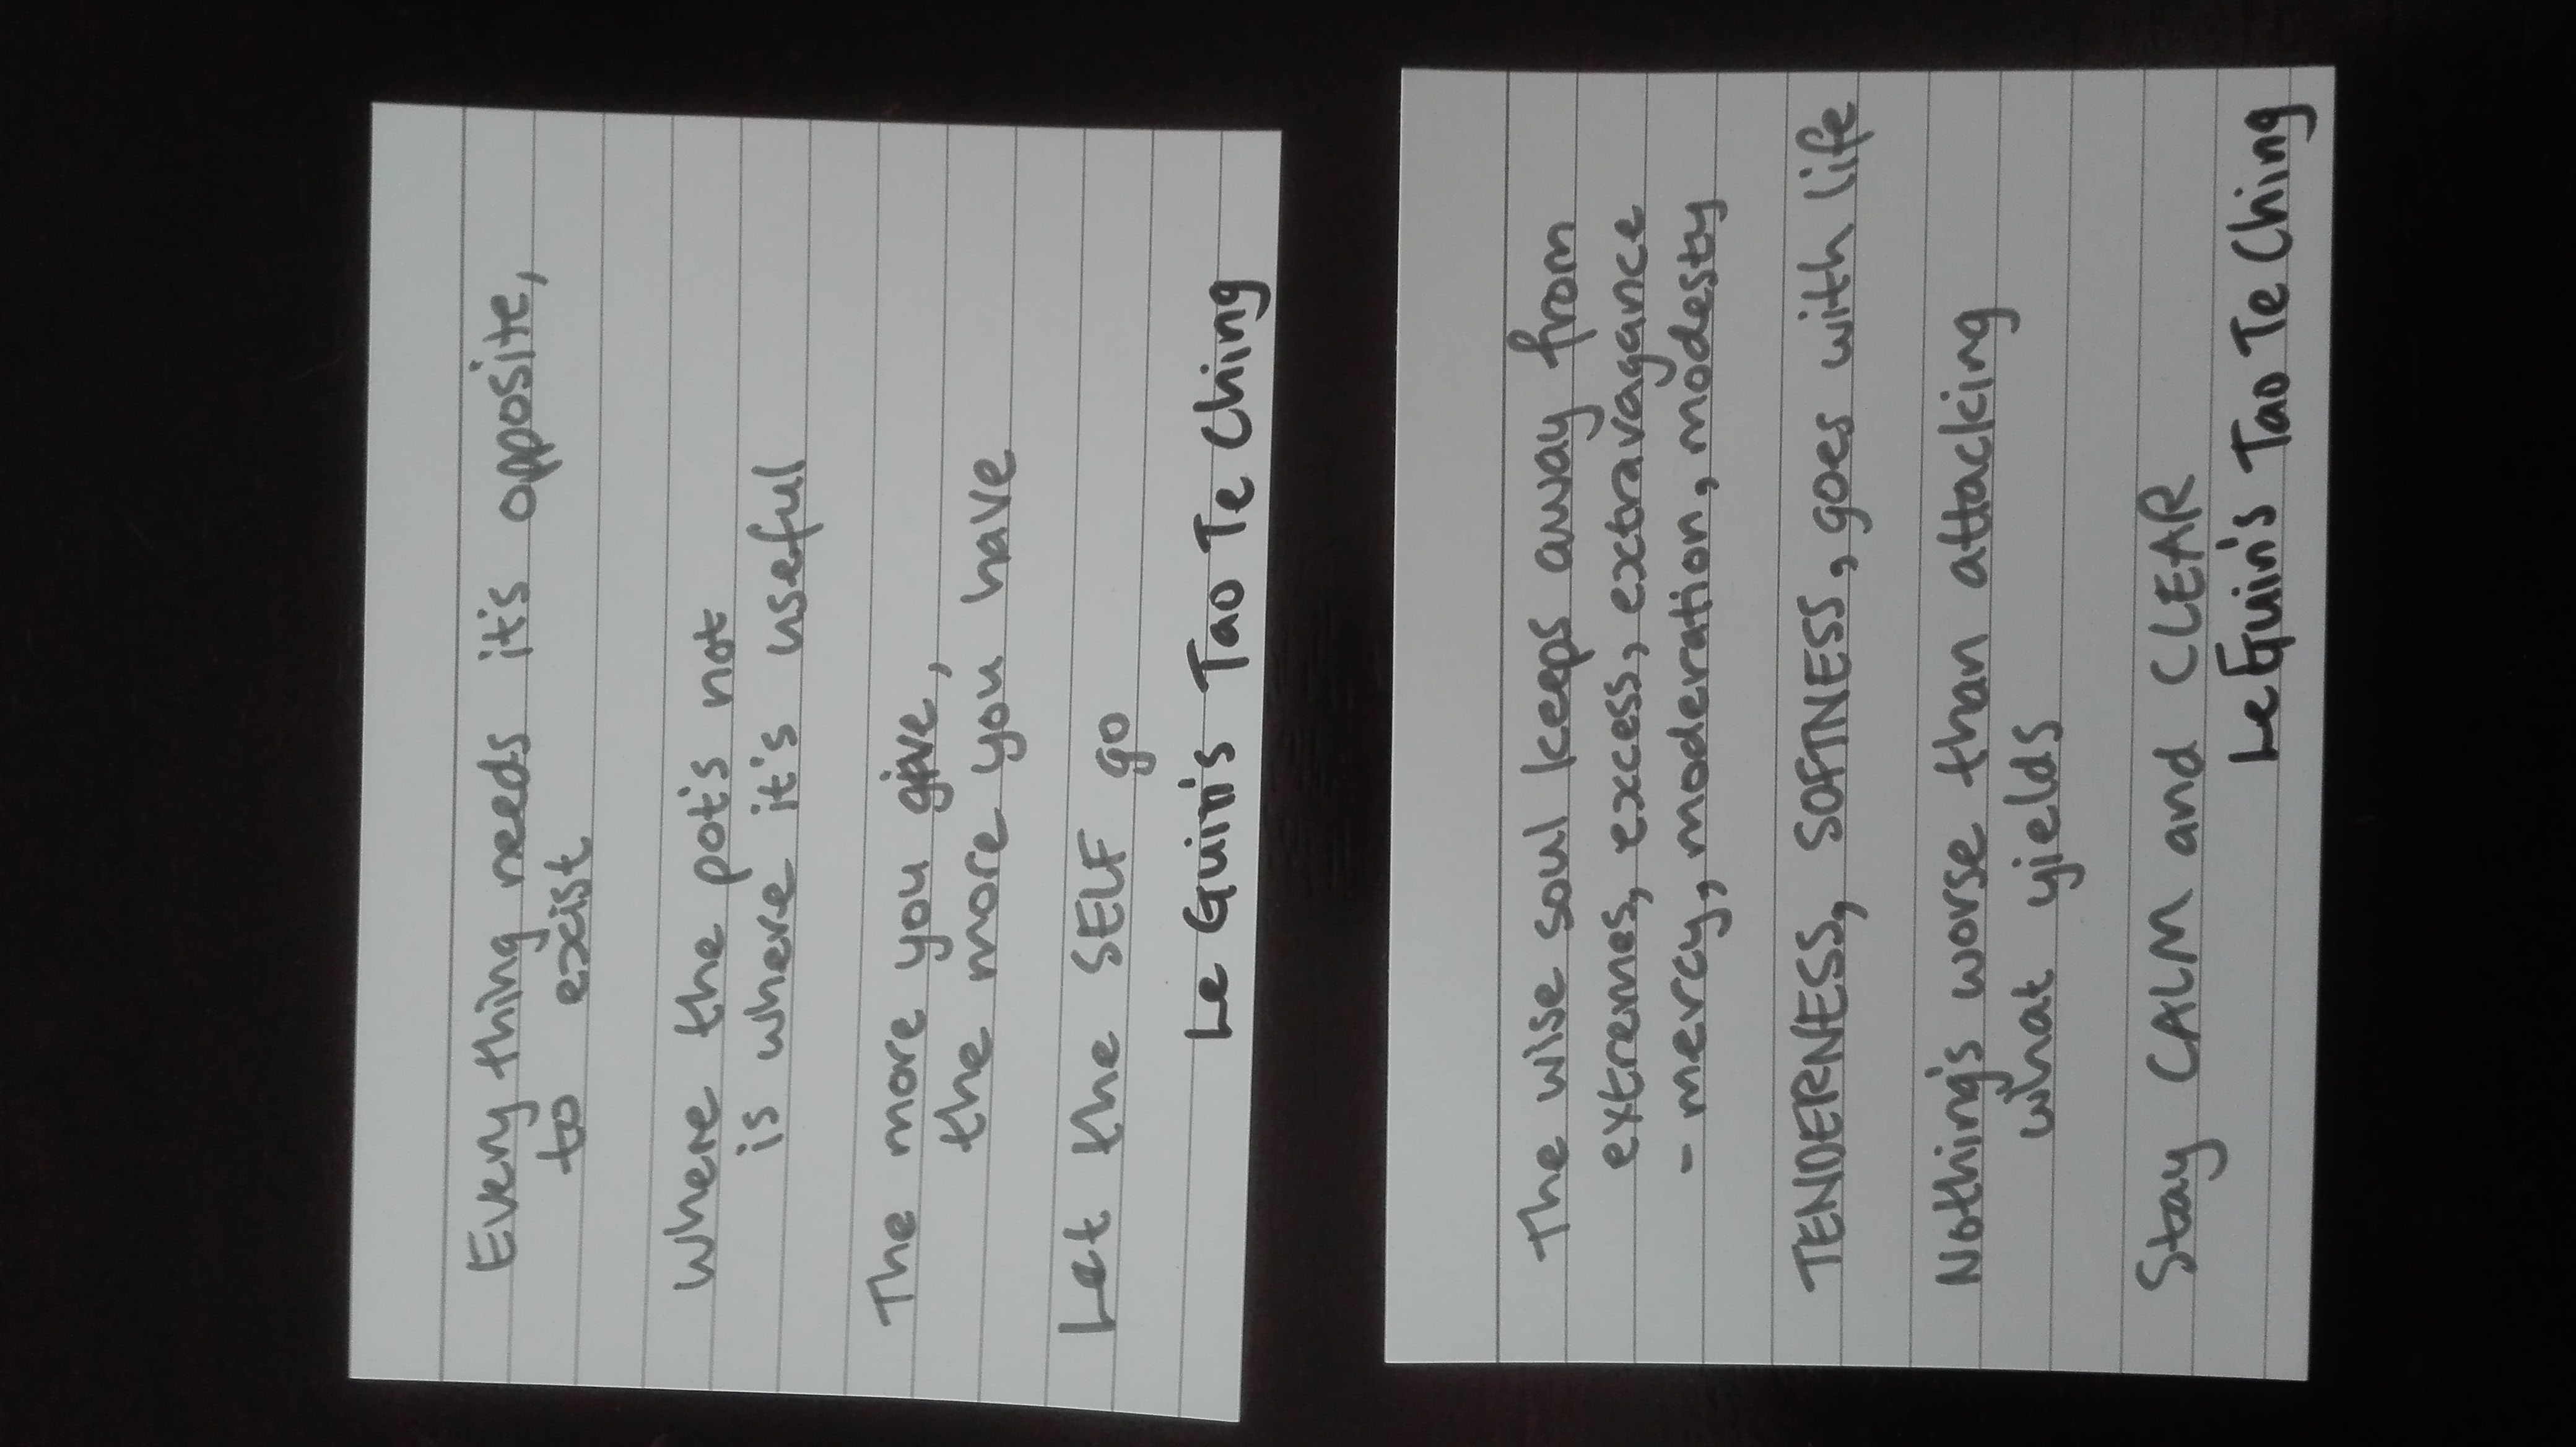 Every thing needs it's opposite,
to exist
Where the pot's not
is where it's useful
The more you give,
the more you have
Let the SELF go
Le Guin's Tao Te Ching
The wise soul keeps away from
extremes, excess, extravagance
- mercy, moderation, modesty
TENDERNESS, SOFTNESS, goes with life
Nothing's worse than attacking
what yields
Stay CALM and CLEAR
Le Guin's Tao Te Ching